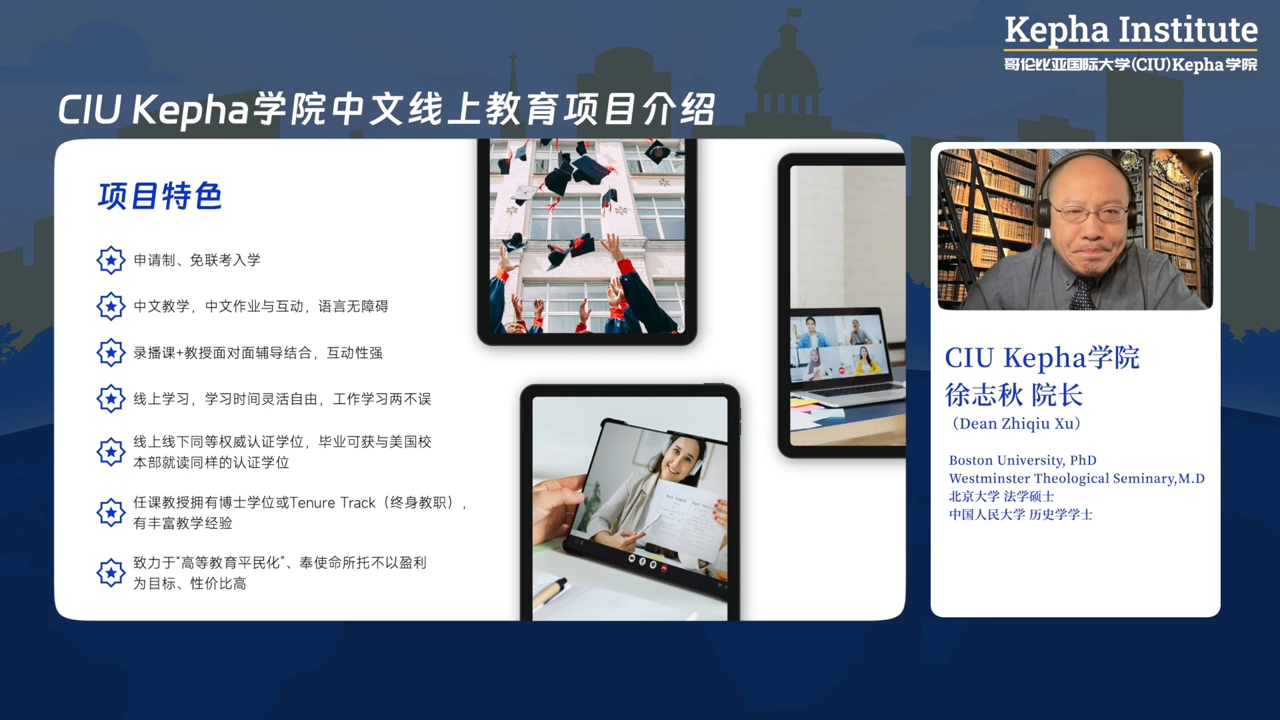 Kepha Institute
哥伦比亚国际大学(CIU)Kepha学院
CIU Kepha学院中文线上教育项目介绍
项目特色
申请制、免联考入学
中文教学，中文作业与互动，语言无障碍
录播课+教授面对面辅导结合，互动性强
线上学习，学习时间灵活自由，工作学习两不误
线上线下同等权威认证学位，毕业可获与美国校
本部就读同样的认证学位
任课教授拥有博士学位或Tenure Track（终身教职），
有丰富教学经验
致力于“高等教育平民化”、奉使命所托不以盈利
为目标、性价比高
CIU Kepha学院
徐志秋 院长
（Dean Zhiqiu Xu）
Boston University, PhD
Westminster Theological Seminary,M.D
北京大学 法学硕士
中国人民大学 历史学学士